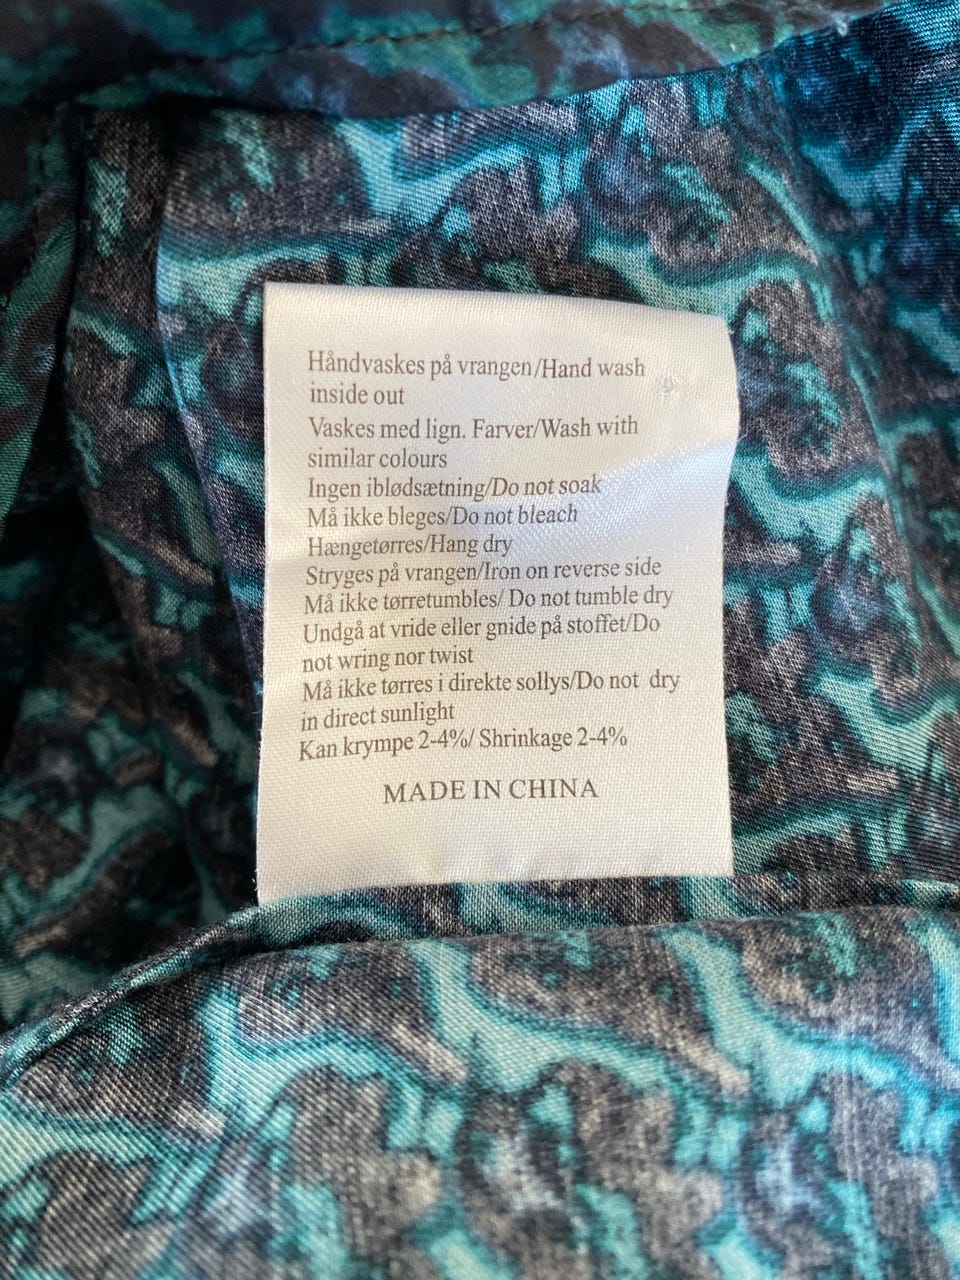 Håndvaskes på vrangen/Hand wash
inside out
Vaskes med lign. Farver/Wash with
similar colours
Ingen iblødsætning/Do not soak
Må ikke bleges/Do not bleach
Hængetørres/Hang dry
Stryges på vrangen/Iron on reverse side
Må ikke tørretumbles/ Do not tumble dry
Undgå at vride eller gnide på stoffet/Do
not wring nor twist
Må ikke tørres i direkte sollys/Do not dry
in direct sunlight
Kan krympe 2-4%/ Shrinkage 2-4%
MADE IN CHINA